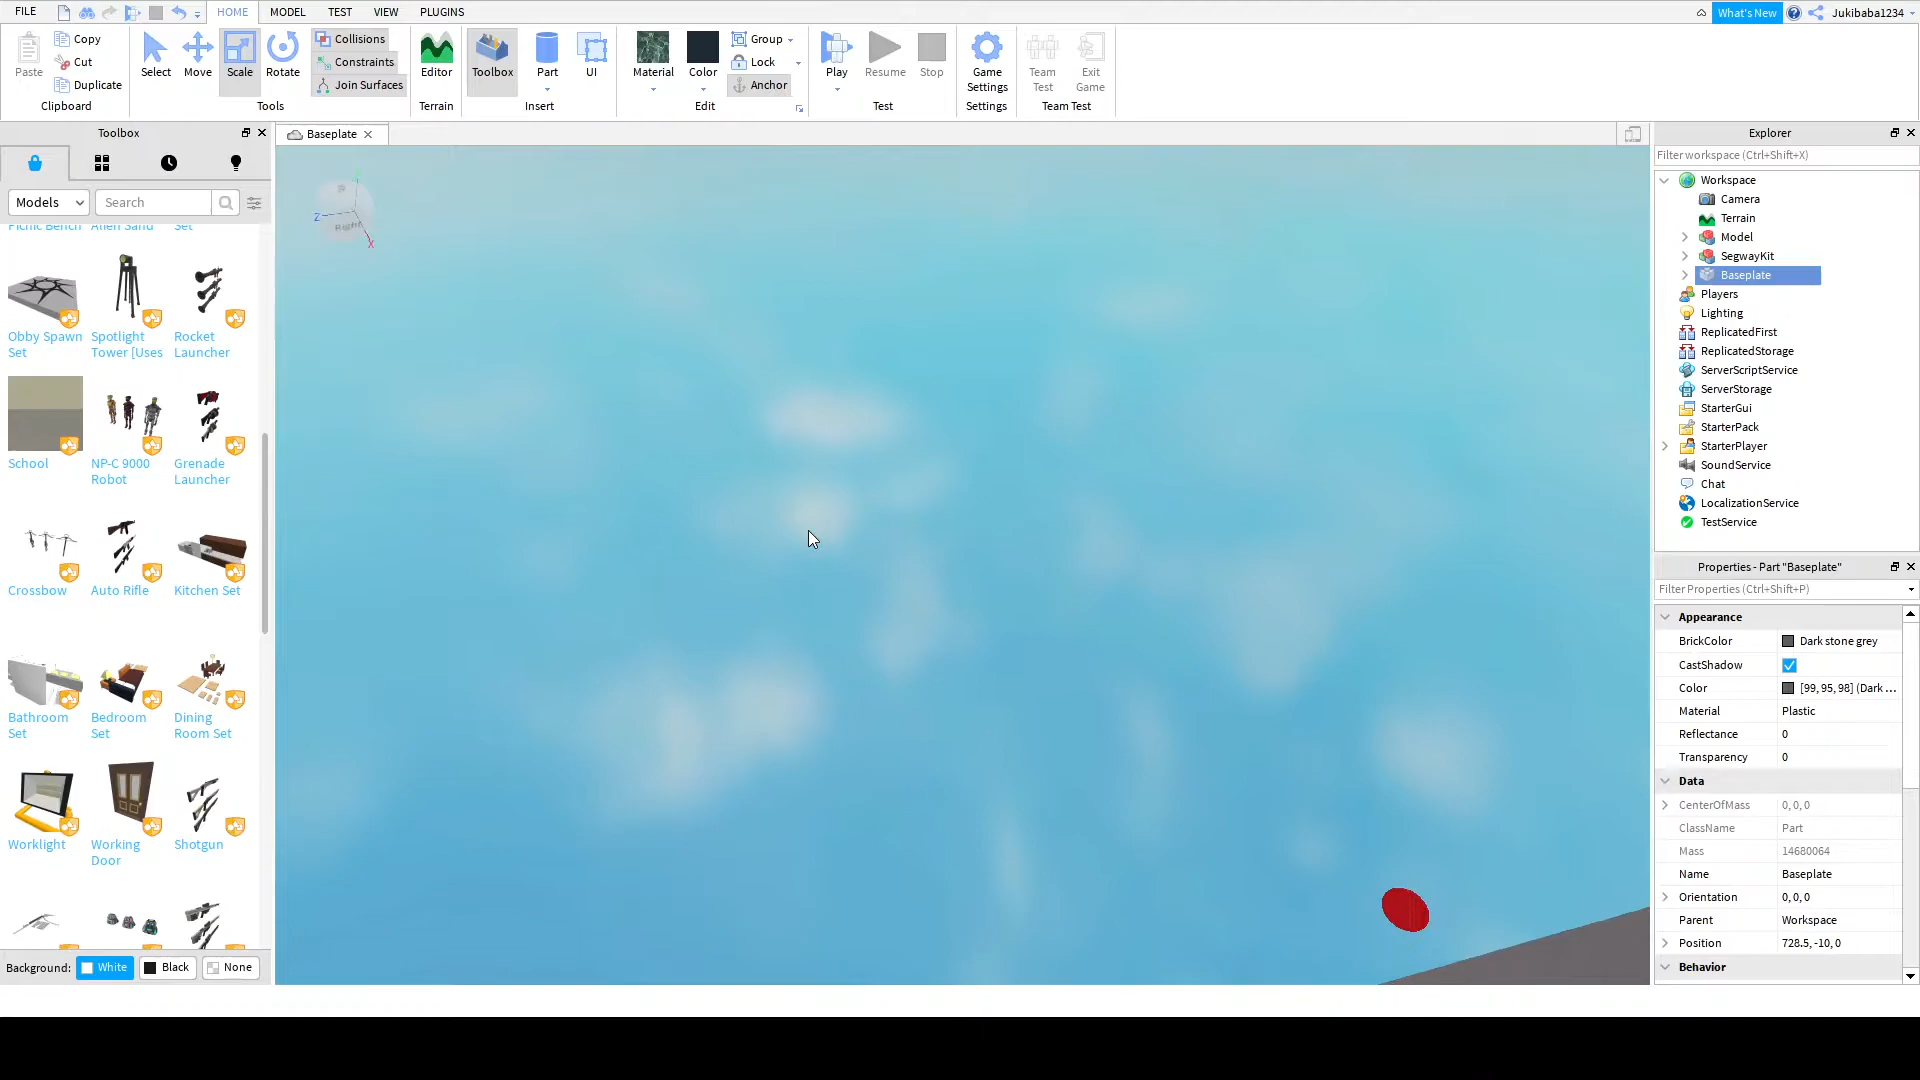 FILE HOME MODEL TEST VIEW PLUGINS What's New Jukibaba1234
Paste Copy Cut Duplicate Clipboard
Select Move Scale Rotate Collisions Constraints Join Surfaces Tools
Editor Terrain
Toolbox Part UI Insert
Material Color Group Lock Anchor Edit
Play Resume Stop Test
Game Settings Settings
Team Test Exit Game Team Test
Toolbox
Models Search
Picnic Bench Alien Sand Set
Obby Spawn Set
Spotlight Tower [Uses
Rocket Launcher
School
NP-C 9000 Robot
Grenade Launcher
Crossbow
Auto Rifle
Kitchen Set
Bathroom Set
Bedroom Set
Dining Room Set
Worklight
Working Door
Shotgun
Background: White Black None
Baseplate
Z
X
Right
Explorer
Filter workspace (Ctrl+Shift+X)
Workspace
Camera
Terrain
Model
SegwayKit
Baseplate
Players
Lighting
ReplicatedFirst
ReplicatedStorage
ServerScriptService
ServerStorage
StarterGui
StarterPack
StarterPlayer
SoundService
Chat
LocalizationService
TestService
Properties - Part "Baseplate"
Filter Properties (Ctrl+Shift+P)
Appearance
BrickColor Dark stone grey
CastShadow
Color [99, 95, 98] (Dark ...
Material Plastic
Reflectance 0
Transparency 0
Data
CenterOfMass 0, 0, 0
ClassName Part
Mass 14680064
Name Baseplate
Orientation 0, 0, 0
Parent Workspace
Position 728.5, -10, 0
Behavior